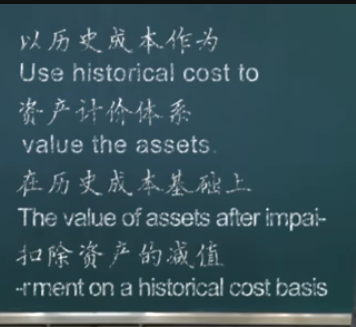 以历史成本作为
Use historical cost to
资产计价体系
value the assets.
在历史成本基础上
The value of assets after impai-
扣除资产的减值
-rment on a historical cost basis